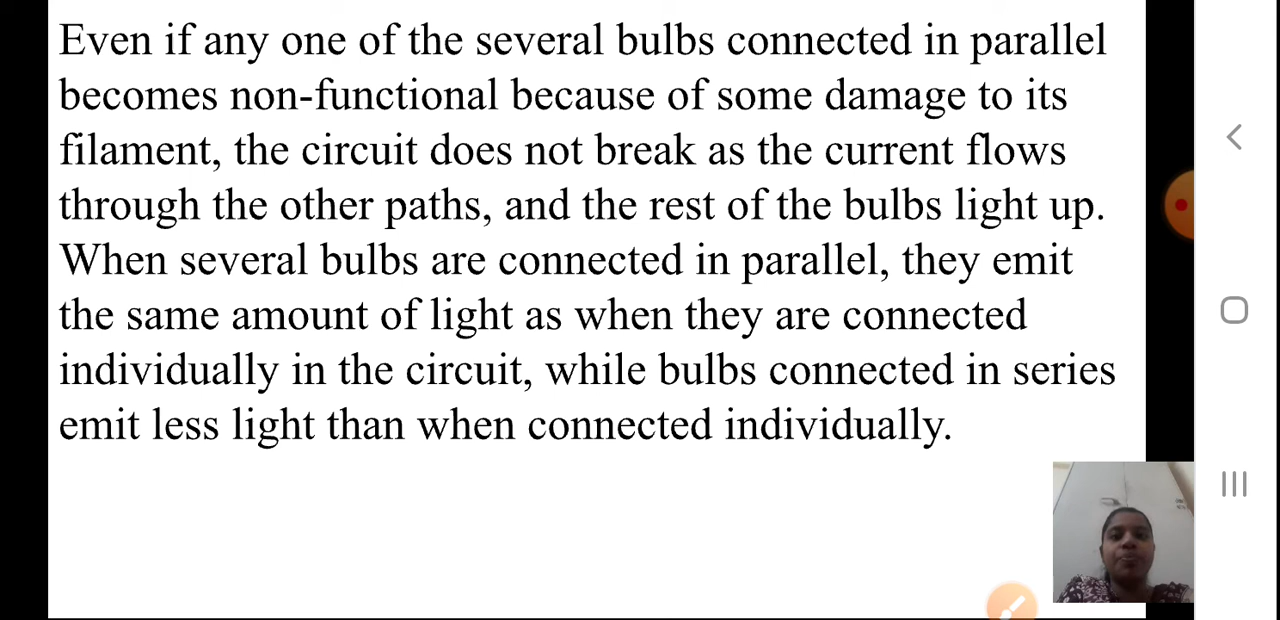 Even if any one of the several bulbs connected in parallel
becomes non-functional because of some damage to its
filament, the circuit does not break as the current flows
through the other paths, and the rest of the bulbs light up.
When several bulbs are connected in parallel, they emit
the same amount of light as when they are connected
individually in the circuit, while bulbs connected in series
emit less light than when connected individually.